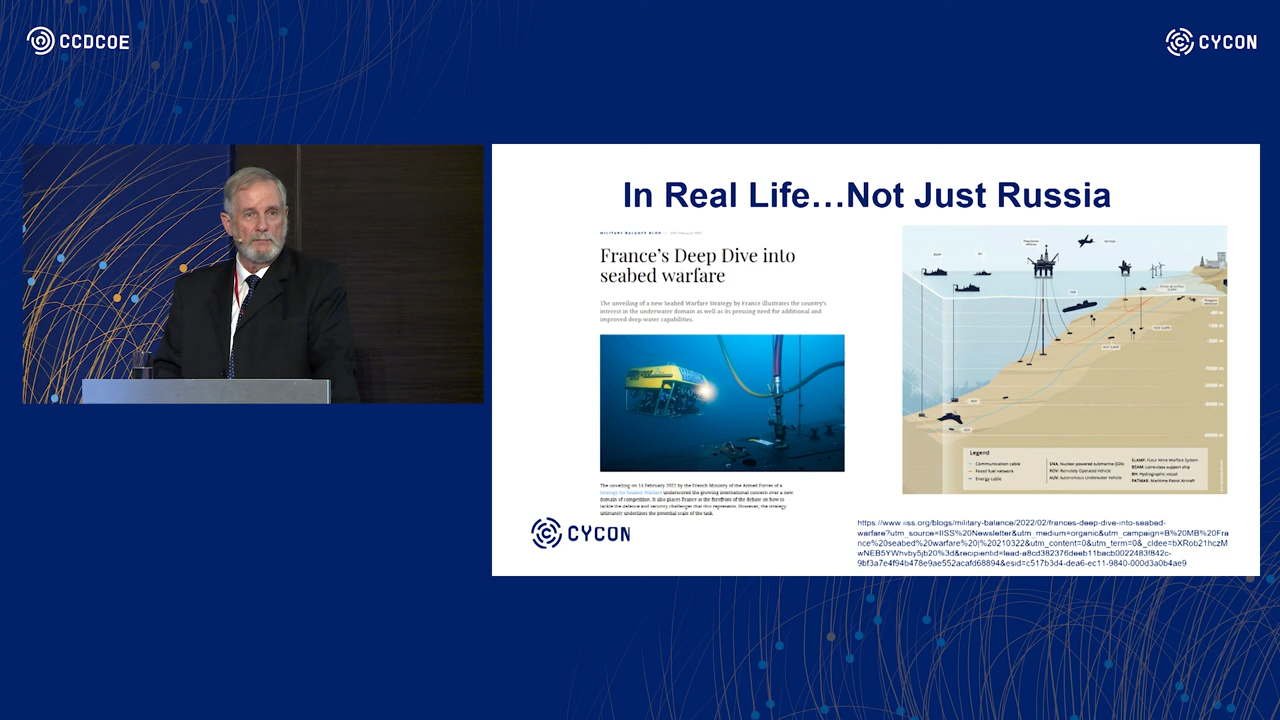 CCDCOE
CYCON
In Real Life…Not Just Russia
MILITARY BALANCE BLOG
France's Deep Dive into
seabed warfare
The unveiling of a new Seabed Warfare Strategy by France illustrates the country's
interest in the underwater domain as well as its pressing need for additional and
improved deep-water capabilities.
The unveiling on 14 February 2022 by the French Ministry of the Armed Forces of a
Strategy for Seabed Warfare underscored the growing international concern over a new
domain of competition. It also places France at the forefront of the debate on how to
tackle the defence and security challenges that this represents. However, the strategy
ultimately underlines the potential scale of the task.
CYCON
Legend
Communication cable
Fossil fuel network
Energy cable
SNA: Nuclear-powered submarine (SSN)
ROV: Remotely Operated Vehicle
AUV: Autonomous Underwater Vehicle
SLAMF: Futur Mine Warfare System
BSAM: Loire-class support ship
BH: Hydrographic vessel
PATMAR: Maritime Patrol Aircraft
https://www.iiss.org/blogs/military-balance/2022/02/frances-deep-dive-into-seabed-
warfare?utm_source=IISS%20Newsletter&utm_medium=organic&utm_campaign=B%20MB%20Fra
nce%20seabed%20warfare%20|%20210322&utm_content=0&utm_term=0&_cldee=bXRob21hczM
wNEB5YWhvby5jb20%3d&recipientid=lead-a8cd382376deeb11bacb0022483f842c-
9bf3a7e4f94b478e9ae552acafd68894&esid=c517b3d4-dea6-ec11-9840-000d3a0b4ae9